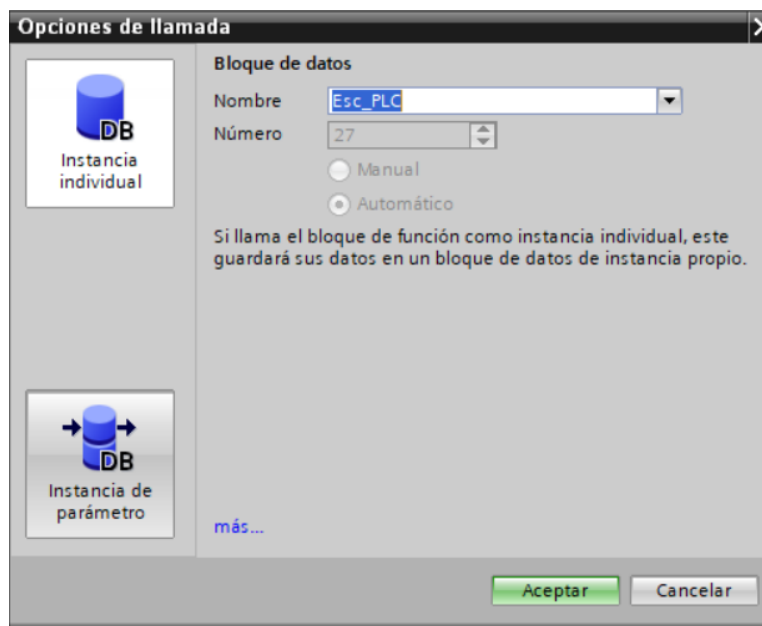 Opciones de llamada
Bloque de datos
Nombre
Esc_PLC
Número
27
Manual
Automático
Si llama el bloque de función como instancia individual, este
guardará sus datos en un bloque de datos de instancia propio.
más...
DB
Instancia
individual
DB
Instancia de
parámetro
Aceptar
Cancelar